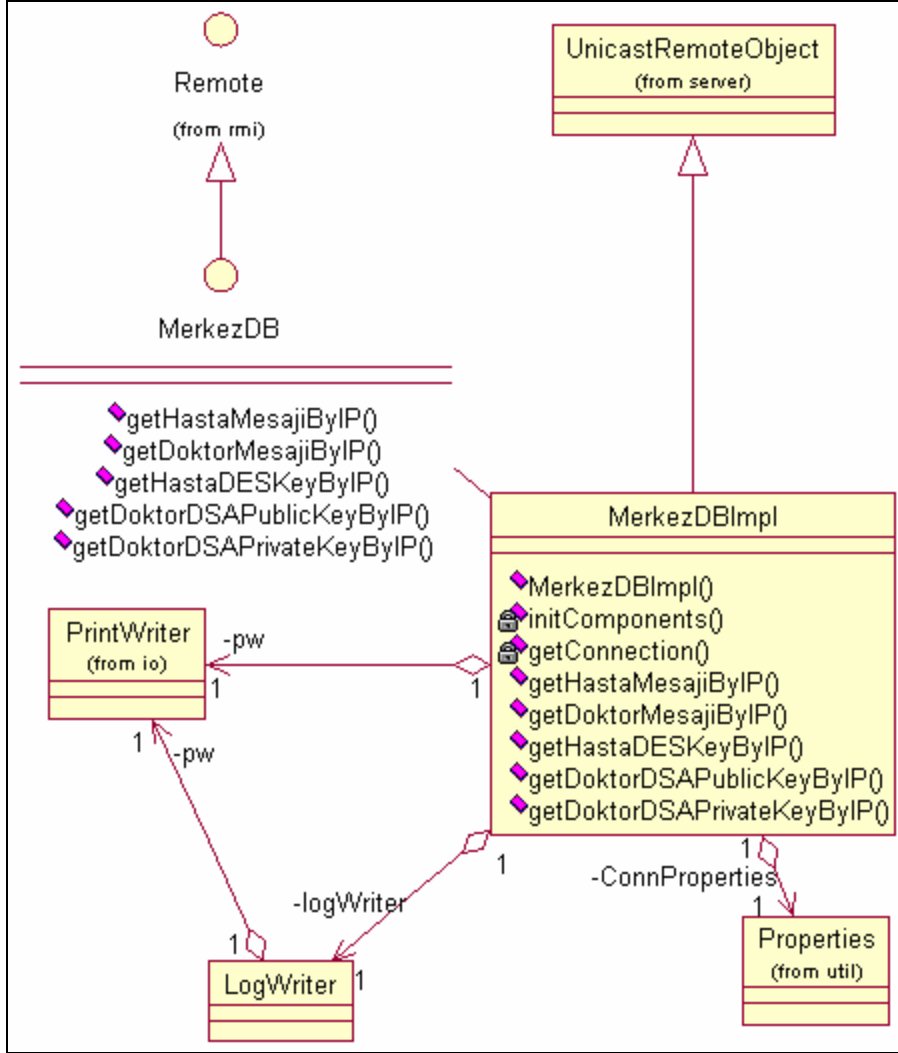 Remote
(from rmi)
UnicastRemoteObject
(from server)
MerkezDB
getHastaMesajiByIP()
getDoktorMesajiByIP()
getHastaDESKeyByIP()
getDoktorDSAPublicKeyByIP()
getDoktorDSAPrivateKeyByIP()
MerkezDBImpl
MerkezDBImpl()
initComponents()
getConnection()
getHastaMesajiByIP()
getDoktorMesajiByIP()
getHastaDESKeyByIP()
getDoktorDSAPublicKeyByIP()
getDoktorDSAPrivateKeyByIP()
PrintWriter
(from io)
-pw
1
1
1
-pw
1
1
-ConnProperties
1
-logWriter
1
1
LogWriter
1
Properties
(from util)